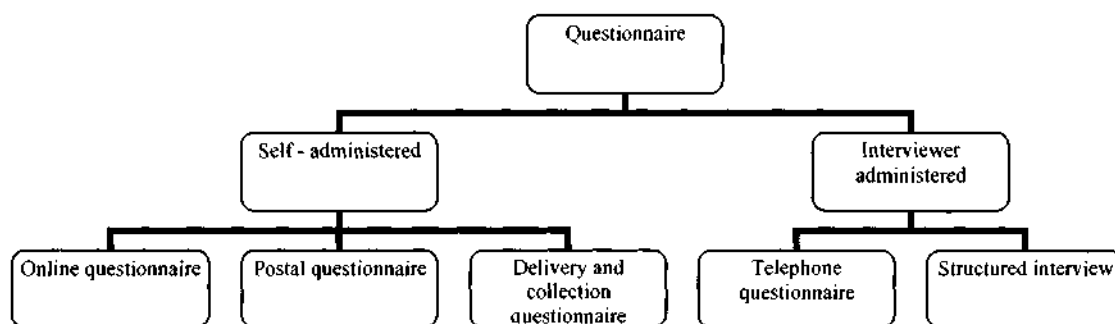 Questionnaire
Self - administered
Interviewer
administered
Online questionnaire
Postal questionnaire
Delivery and
collection
questionnaire
Telephone
questionnaire
Structured interview